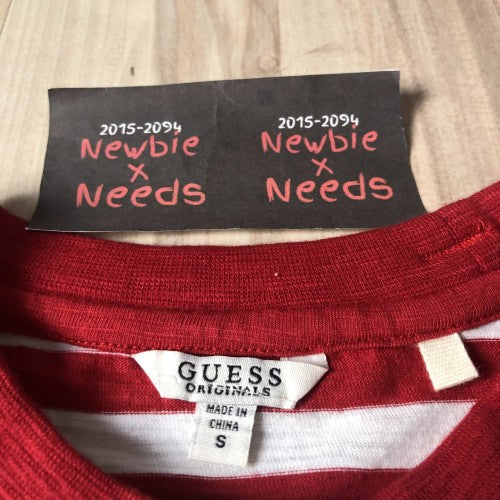 2015-2094
Newbie
x
Needs
2015-2094
Newbie
x
Needs
GUESS
ORIGINALS
MADE IN
CHINA
S